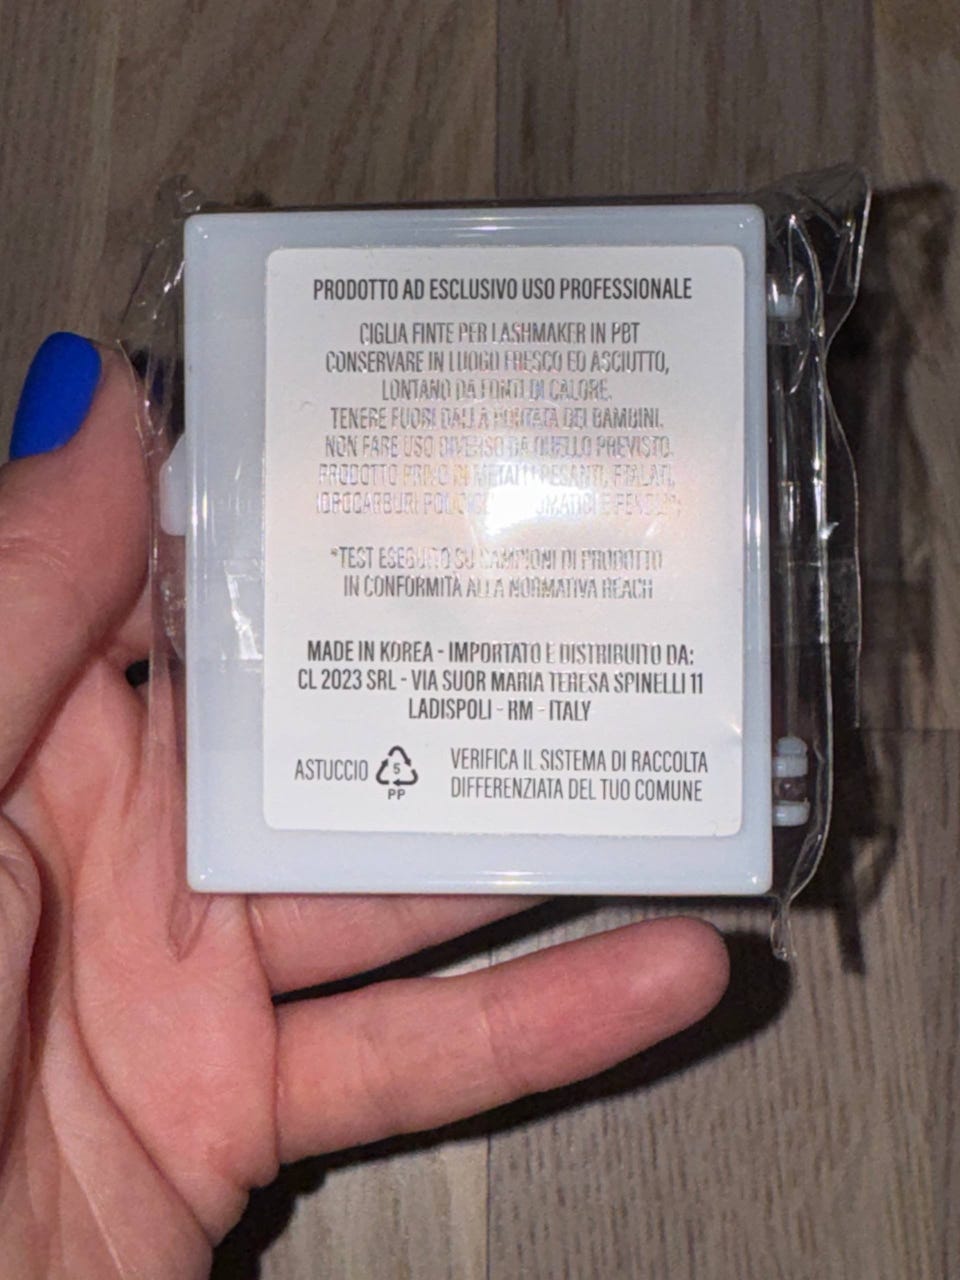 PRODOTTO AD ESCLUSIVO USO PROFESSIONALE
CIGLIA FINTE PER LASHMAKER IN PBT
CONSERVARE IN LUOGO FRESCO ED ASCIUTTO,
LONTANO DA FONTI DI CALORE.
TENERE FUORI DALLA PORTATA DEI BAMBINI.
NON FARE USO DIVERSO DA QUELLO PREVISTO.
PRODOTTO PRIVO DI METALLI PESANTI, FTALATI,
IDROCARBURI
*TEST ESEGUITO SU CAMPIONI DI PRODOTTO
IN CONFORMITÀ ALLA NORMATIVA REACH
MADE IN KOREA - IMPORTATO E DISTRIBUITO DA:
CL 2023 SRL - VIA SUOR MARIA TERESA SPINELLI 11
LADISPOLI - RM - ITALY
ASTUCCIO 5 PP
VERIFICA IL SISTEMA DI RACCOLTA
DIFFERENZIATA DEL TUO COMUNE